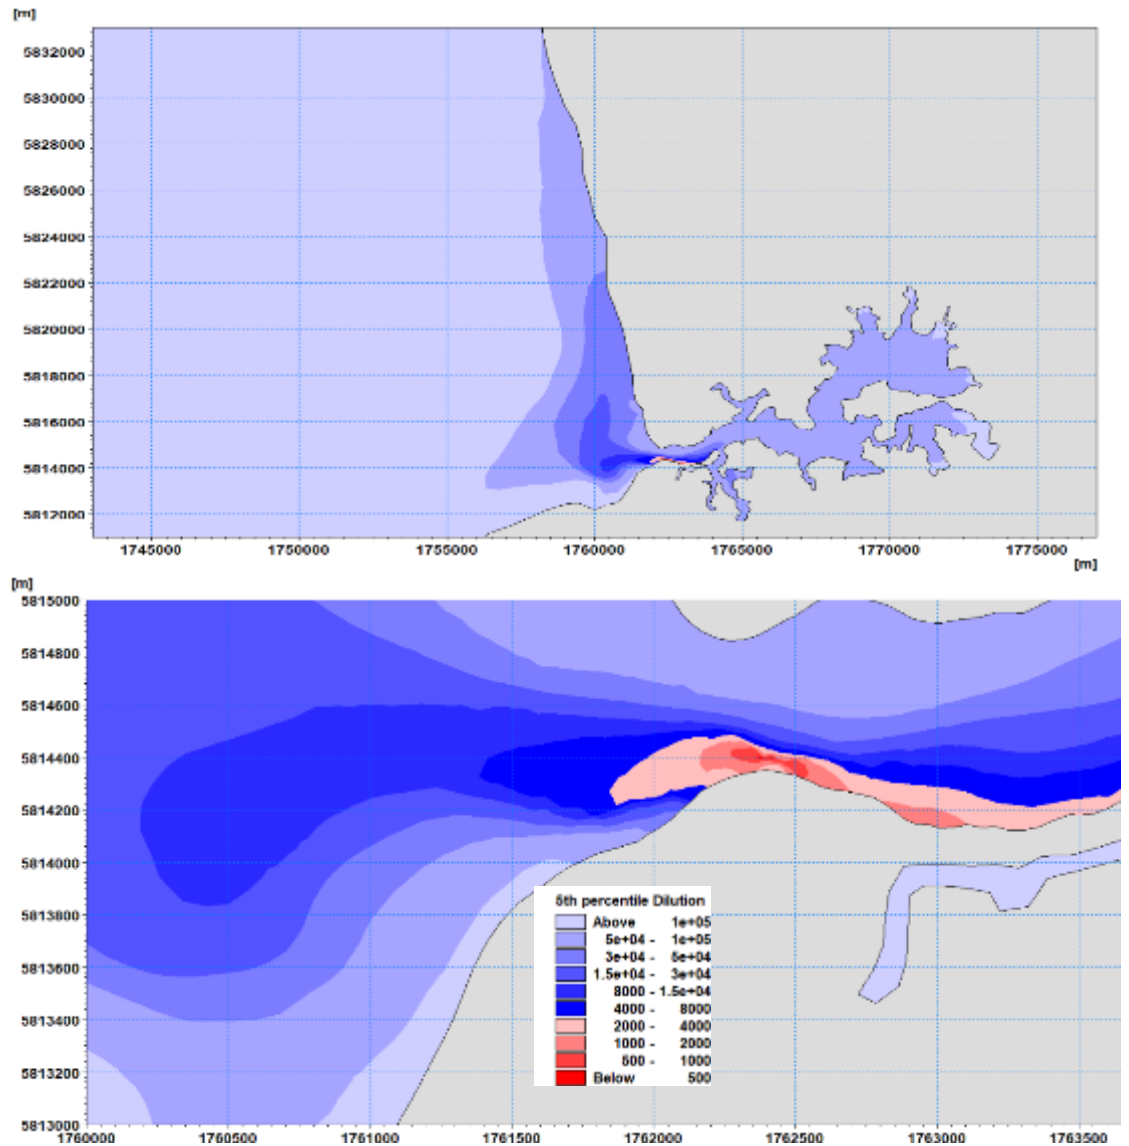 [m]
5832000
5830000
5828000
5826000
5824000
5822000
5820000
5818000
5816000
5814000
5812000
1745000 1750000 1755000 1760000 1765000 1770000 1775000
[m]
[m]
5815000
5814800
5814600
5814400
5814200
5814000
5813800
5813600
5813400
5813200
5813000
5th percentile Dilution
Above 1e+05
5e+04 - 1e+05
3e+04 - 5e+04
1.5e+04 - 3e+04
8000 - 1.5e+04
4000 - 8000
2000 - 4000
1000 - 2000
500 - 1000
Below 500
1760000 1760500 1761000 1761500 1762000 1762500 1763000 1763500